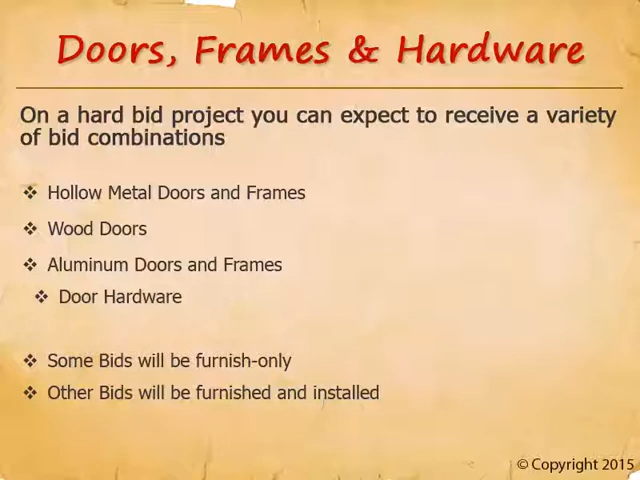 Doors, Frames & Hardware
On a hard bid project you can expect to receive a variety
of bid combinations
❖ Hollow Metal Doors and Frames
❖ Wood Doors
❖ Aluminum Doors and Frames
❖ Door Hardware
❖ Some Bids will be furnish-only
❖ Other Bids will be furnished and installed
© Copyright 2015